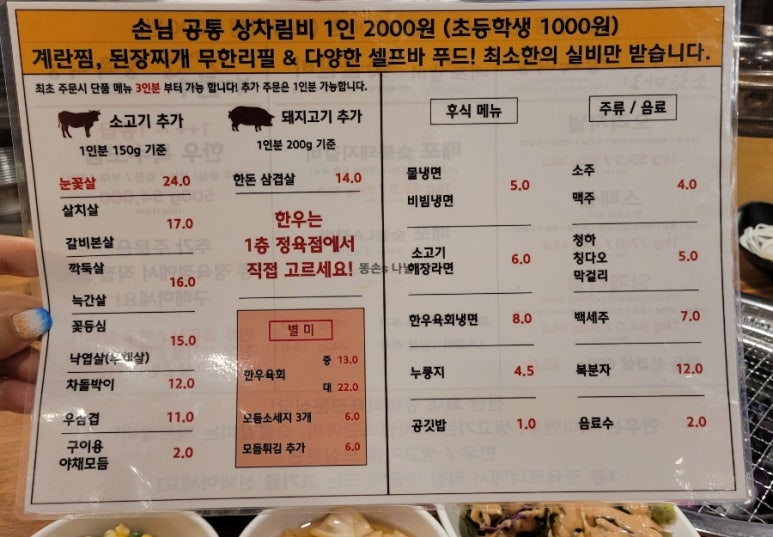 손님 공통 상차림비 1인 2000원 (초등학생 1000원)
계란찜, 된장찌개 무한리필 & 다양한 셀프바 푸드! 최소한의 실비만 받습니다.
최초 주문시 단품 메뉴 3인분 부터 가능 합니다! 추가 주문은 1인분 가능합니다.
소고기 추가
1인분 150g 기준
눈꽃살 24.0
살치살
17.0
갈비본살
깍둑살
16.0
늑간살
꽃등심
15.0
낙엽살(부채살)
차돌박이 12.0
우삼겹 11.0
구이용
야채모듬 2.0
돼지고기 추가
1인분 200g 기준
한돈 삼겹살 14.0
한우는
1층 정육점에서
직접 고르세요!
별 미
중 13.0
한우육회
대 22.0
모듬소세지 3개 6.0
모듬튀김 추가 6.0
후식 메뉴
물냉면
5.0
비빔냉면
소고기
해장라면 6.0
한우육회냉면 8.0
누룽지 4.5
공깃밥 1.0
주류 / 음료
소주
4.0
맥주
청하
칭다오 5.0
막걸리
백세주 7.0
복분자 12.0
음료수 2.0